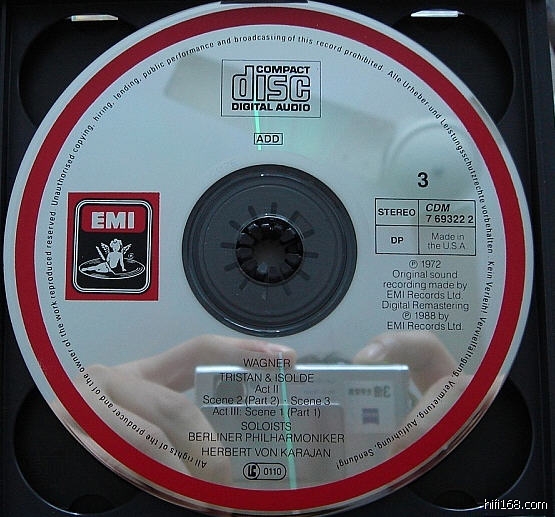 All rights of the producer and of the owner of the work reproduced reserved. Unauthorised copying, hiring, lending, public performance and broadcasting of this record prohibited. Alle Urheber- und Leistungsschutzrechte vorbehalten. Kein Verleih! Vervielfältigung, Vermietung, Aufführung, Sendung!
COMPACT
disc
DIGITAL AUDIO
ADD
3
STEREO
CDM
7 69322 2
DP
Made in
the U.S.A.
EMI
℗ 1972
Original sound
recording made by
EMI Records Ltd.
Digital Remastering
℗ 1988 by
EMI Records Ltd.
WAGNER
TRISTAN & ISOLDE
Act II
Scene 2 (Part 2) · Scene 3
Act III: Scene 1 (Part 1)
SOLOISTS
BERLINER PHILHARMONIKER
HERBERT VON KARAJAN
LC 0110
hifi168.com